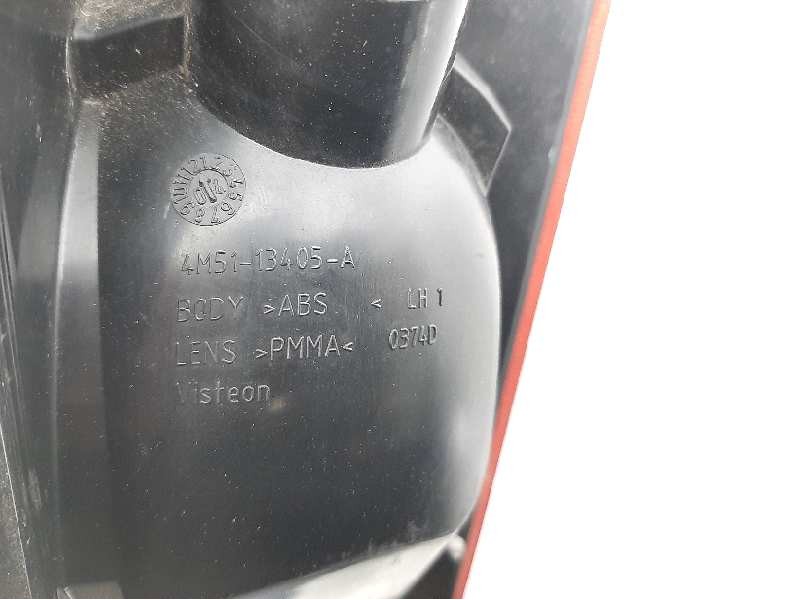 4M51-13405-A
BODY >ABS < LH 1
LENS >PMMA< 0374D
Visteon